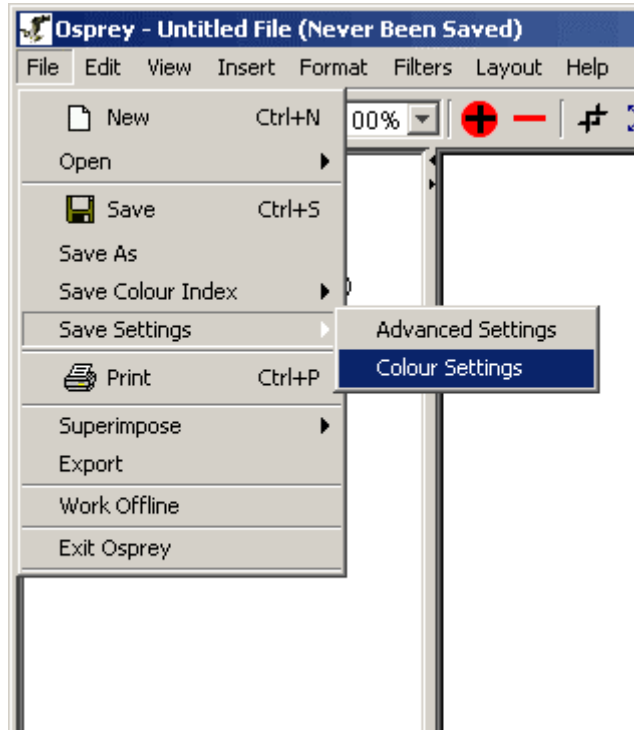 Osprey - Untitled File (Never Been Saved)
File Edit View Insert Format Filters Layout Help
New Ctrl+N
00%
Open
Save Ctrl+S
Save As
Save Colour Index
Save Settings
Advanced Settings
Colour Settings
Print Ctrl+P
Superimpose
Export
Work Offline
Exit Osprey